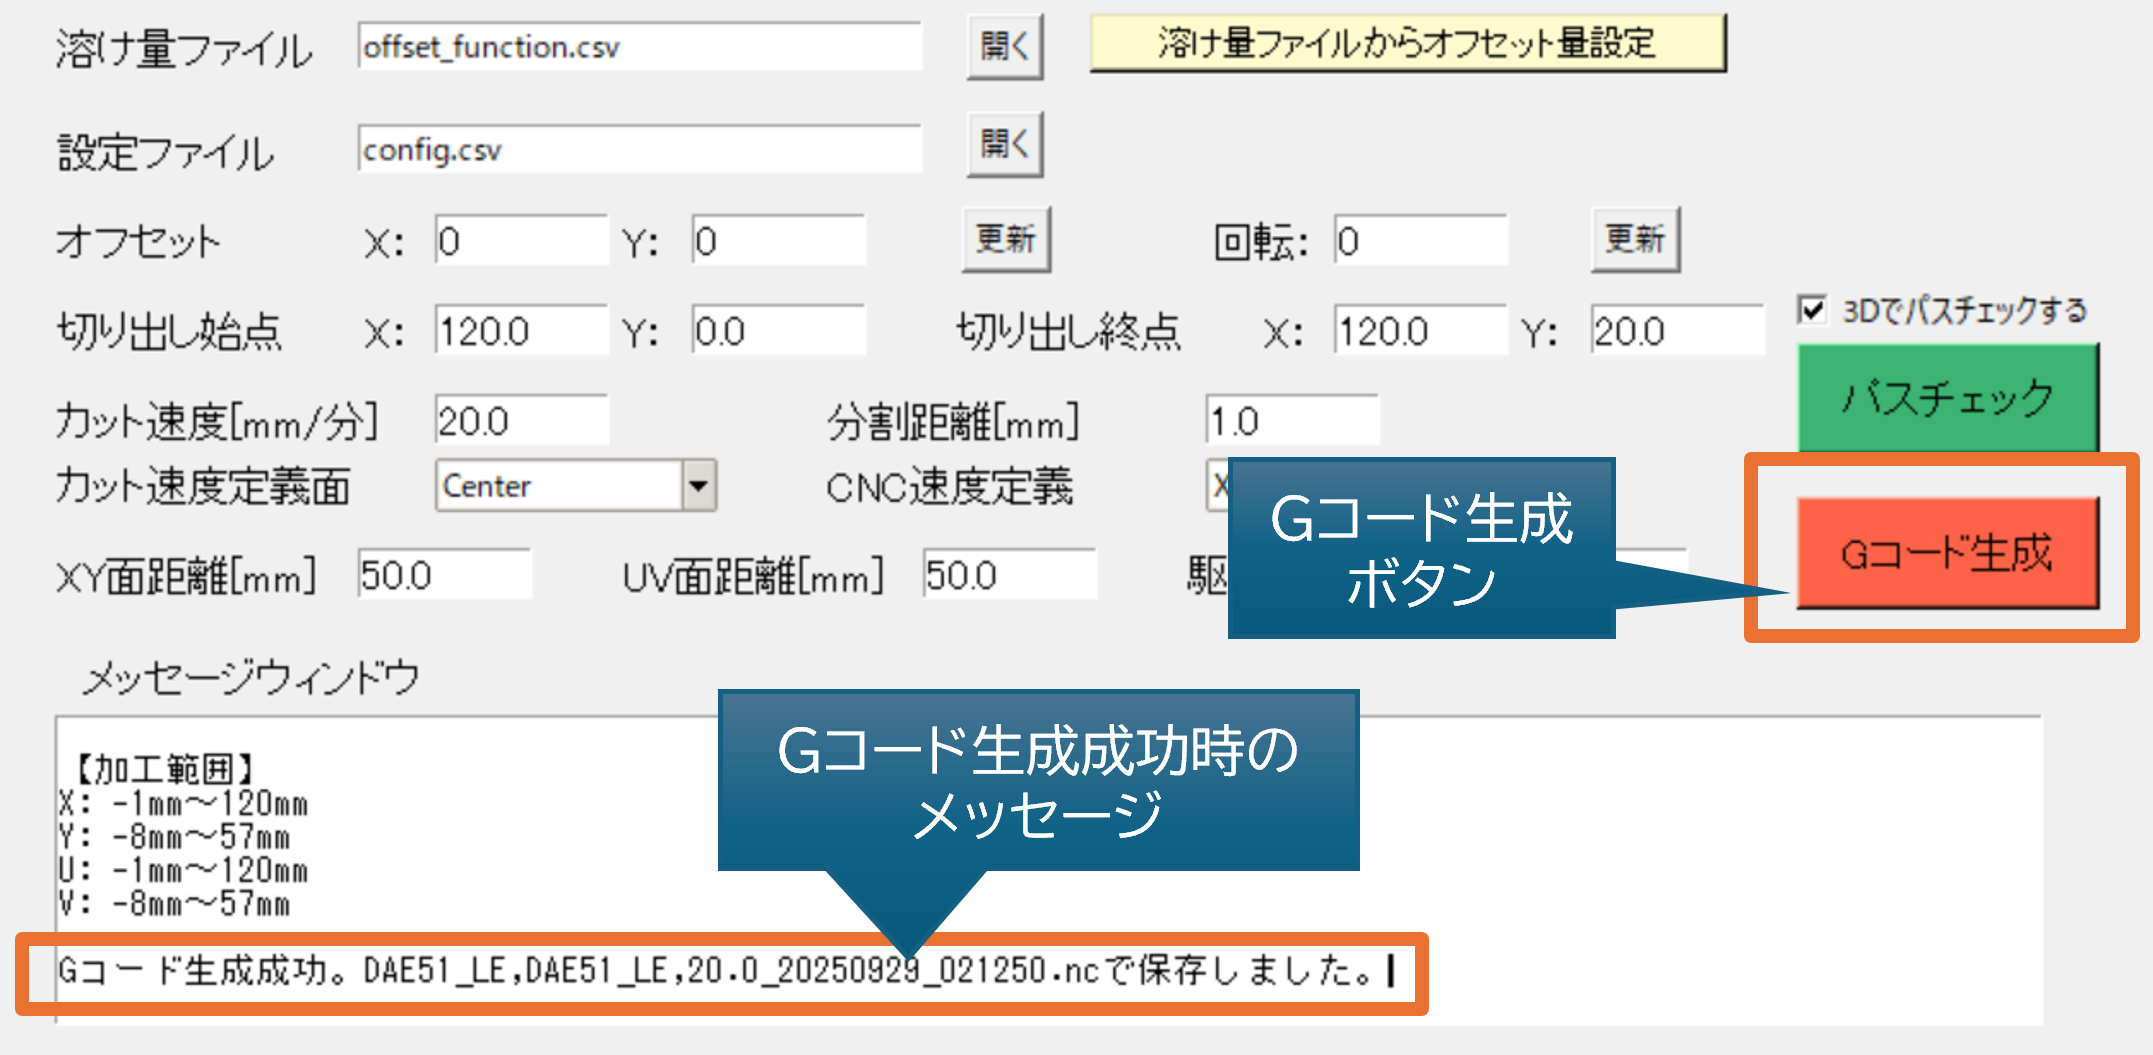 溶け量ファイル offset_function.csv 開く 溶け量ファイルからオフセット量設定
設定ファイル config.csv 開く
オフセット X: 0 Y: 0 更新 回転: 0 更新
切り出し始点 X: 120.0 Y: 0.0 切り出し終点 X: 120.0 Y: 20.0 3Dでパスチェックする
パスチェック
カット速度[mm/分] 20.0 分割距離[mm] 1.0
カット速度定義面 Center CNC速度定義 X
Gコード生成
ボタン
Gコード生成
XY面距離[mm] 50.0 UV面距離[mm] 50.0 駆
メッセージウィンドウ
Gコード生成成功時の
メッセージ
【加工範囲】
X: -1mm～120mm
Y: -8mm～57mm
U: -1mm～120mm
V: -8mm～57mm
Gコード生成成功。DAE51_LE,DAE51_LE,20.0_20250929_021250.ncで保存しました。